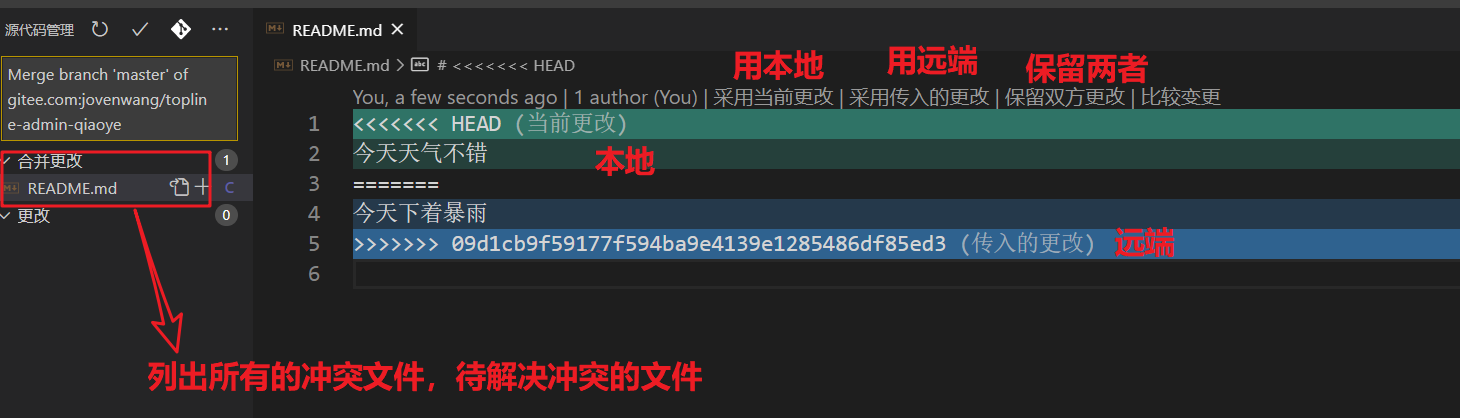 源代码管理
README.md
README.md > # <<<<<<< HEAD
用本地
用远端
保留两者
Merge branch 'master' of
gitee.com:jovenwang/toplin
e-admin-qiaoye
You, a few seconds ago | 1 author (You) | 采用当前更改 | 采用传入的更改 | 保留双方更改 | 比较变更
1 <<<<<<< HEAD (当前更改)
2 今天天气不错
本地
3 =======
4 今天下着暴雨
5 >>>>>>> 09d1cb9f59177f594ba9e4139e1285486df85ed3 (传入的更改)
远端
6
合并更改 1
README.md C
更改 0
列出所有的冲突文件，待解决冲突的文件